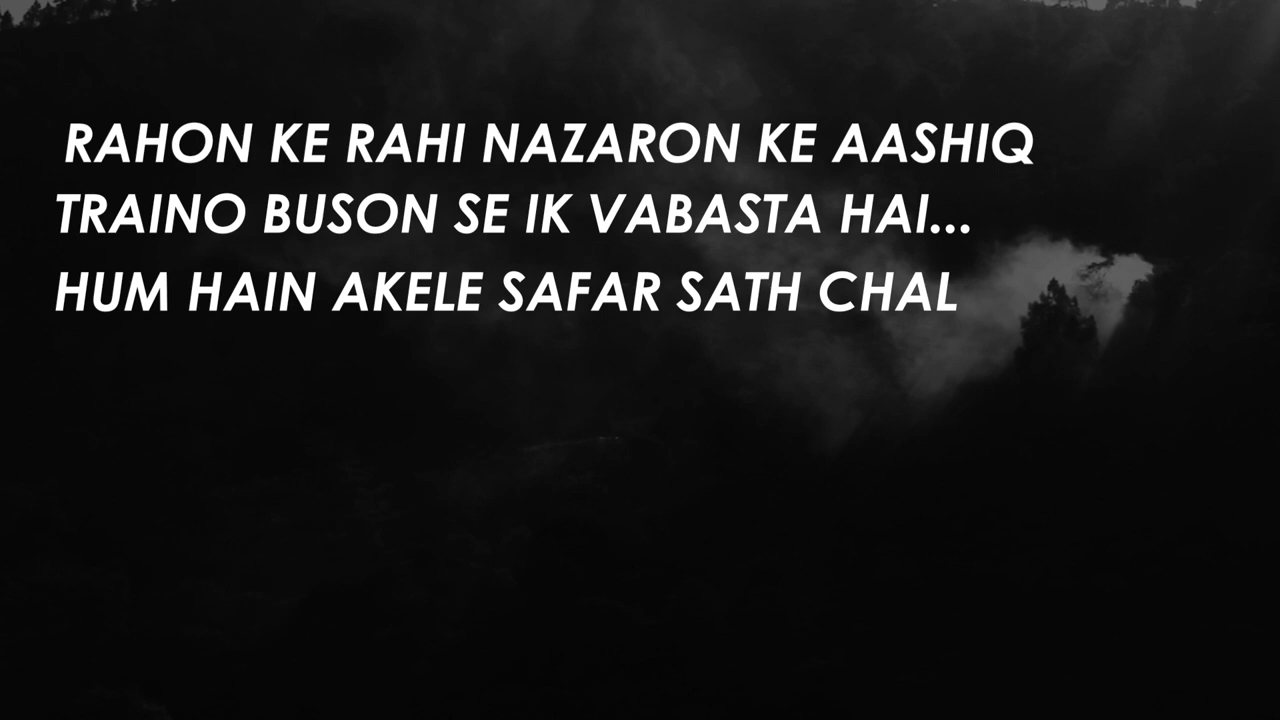 RAHON KE RAHI NAZARON KE AASHIQ
TRAINO BUSON SE IK VABASTA HAI...
HUM HAIN AKELE SAFAR SATH CHAL